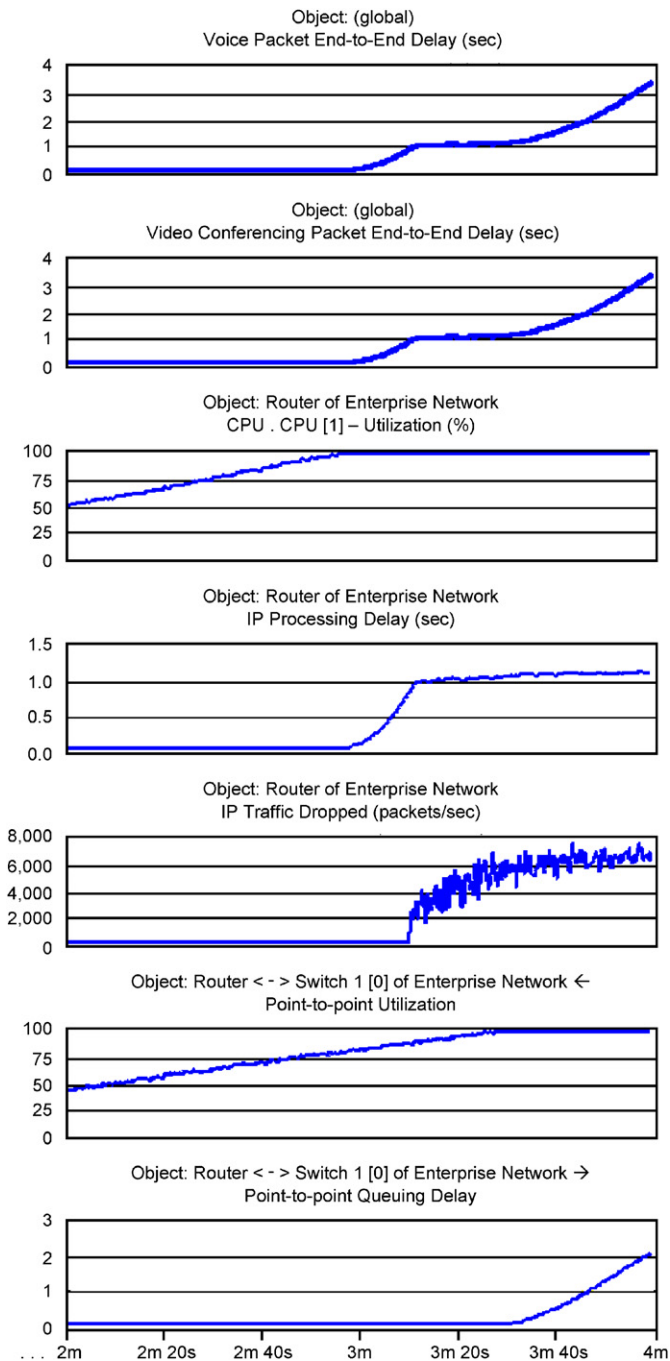 Object: (global)
Voice Packet End-to-End Delay (sec)
4
3
2
1
0
Object: (global)
Video Conferencing Packet End-to-End Delay (sec)
4
3
2
1
0
Object: Router of Enterprise Network
CPU . CPU [1] – Utilization (%)
100
75
50
25
0
Object: Router of Enterprise Network
IP Processing Delay (sec)
1.5
1.0
0.5
0.0
Object: Router of Enterprise Network
IP Traffic Dropped (packets/sec)
8,000
6,000
4,000
2,000
0
Object: Router < - > Switch 1 [0] of Enterprise Network ←
Point-to-point Utilization
100
75
50
25
0
Object: Router < - > Switch 1 [0] of Enterprise Network →
Point-to-point Queuing Delay
3
2
1
0
. . . 2m 2m 20s 2m 40s 3m 3m 20s 3m 40s 4m